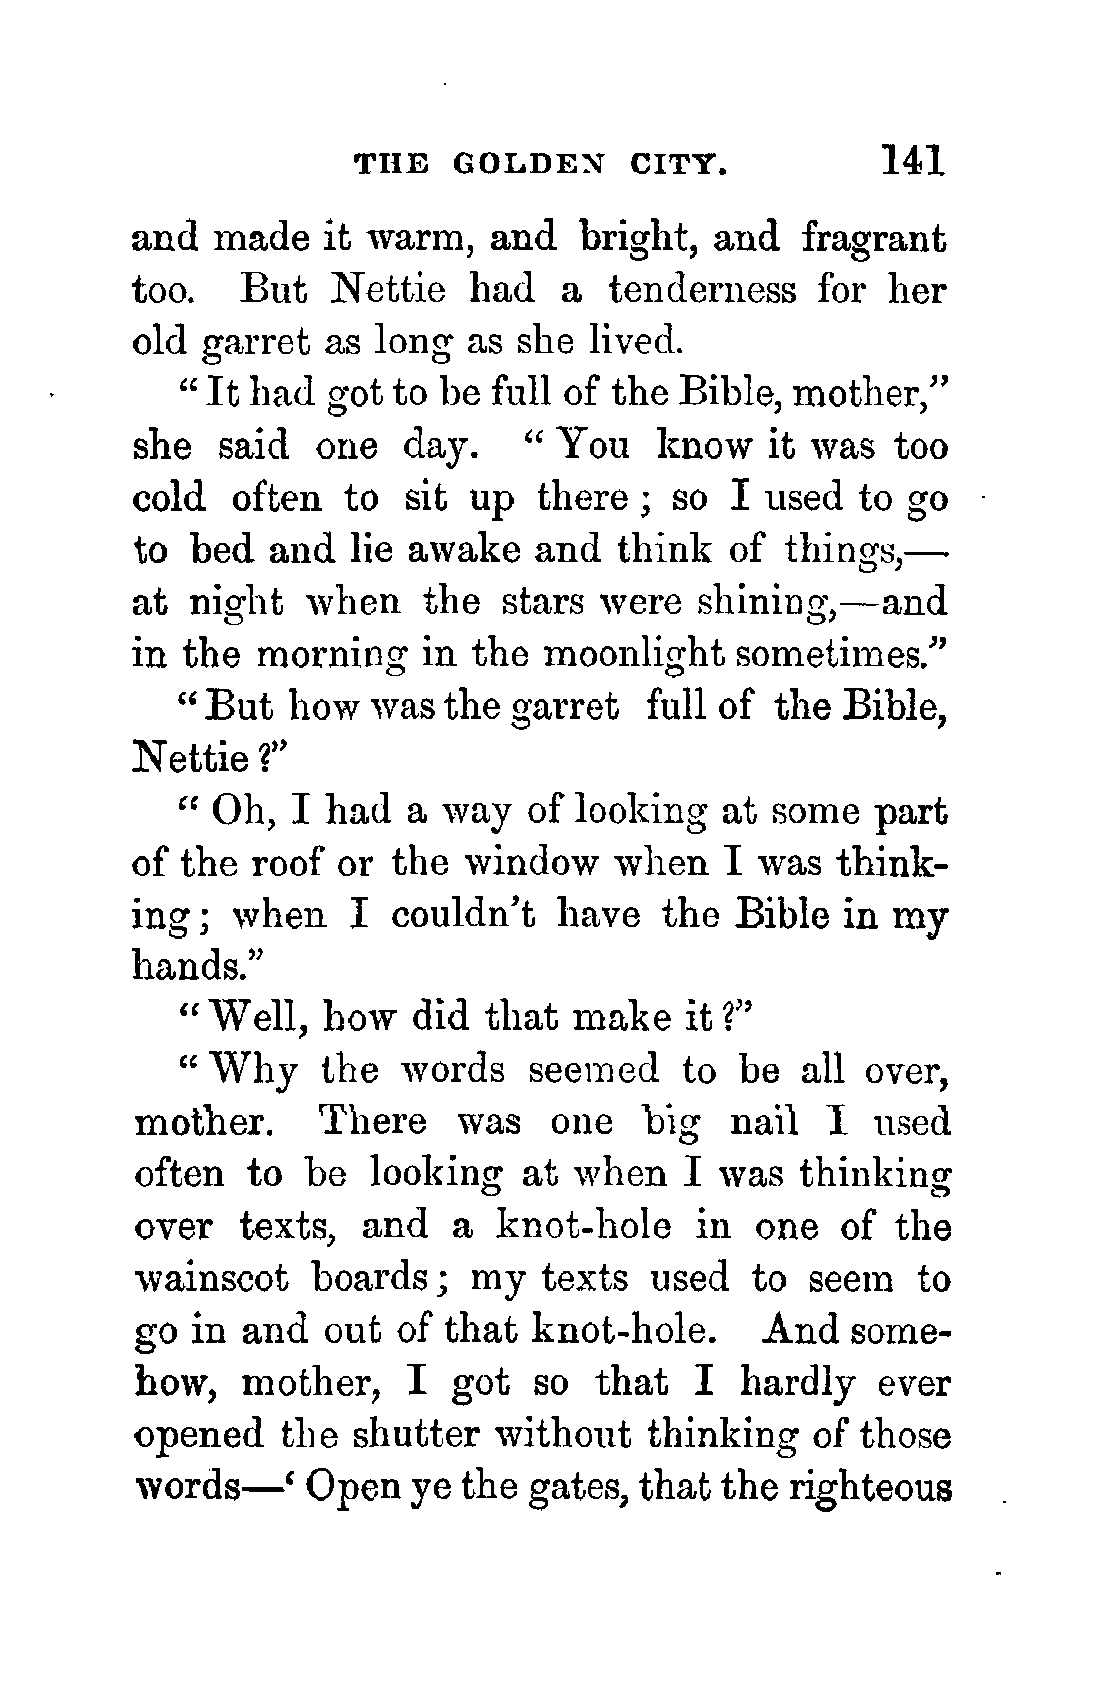 THE GOLDEN CITY. 141
and made it warm, and bright, and fragrant
too. But Nettie had a tenderness for her
old garret as long as she lived.
“It had got to be full of the Bible, mother,”
she said one day. “You know it was too
cold often to sit up there; so I used to go
to bed and lie awake and think of things,—
at night when the stars were shining,—and
in the morning in the moonlight sometimes.”
“But how was the garret full of the Bible,
Nettie?”
“Oh, I had a way of looking at some part
of the roof or the window when I was think-
ing; when I couldn’t have the Bible in my
hands.”
“Well, how did that make it?”
“Why the words seemed to be all over,
mother. There was one big nail I used
often to be looking at when I was thinking
over texts, and a knot-hole in one of the
wainscot boards; my texts used to seem to
go in and out of that knot-hole. And some-
how, mother, I got so that I hardly ever
opened the shutter without thinking of those
words—‘Open ye the gates, that the righteous